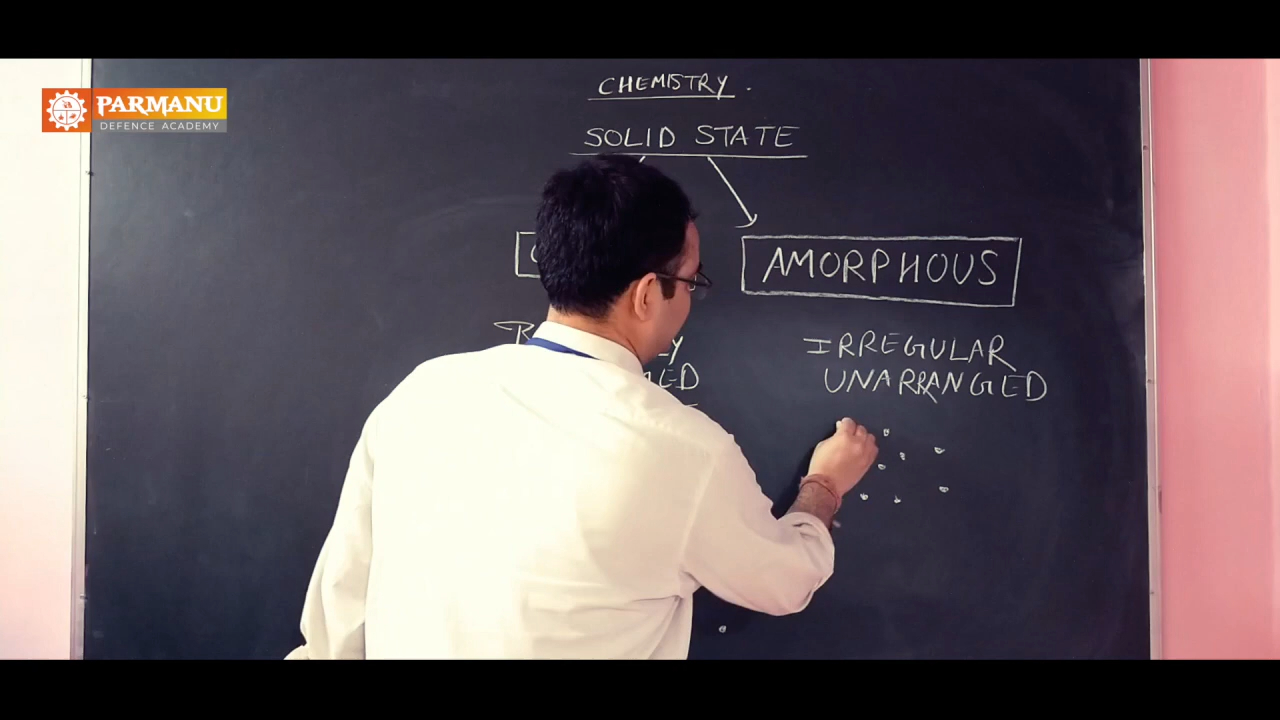 PARMANU
DEFENCE ACADEMY
CHEMISTRY.
SOLID STATE
AMORPHOUS
IRREGULAR
UNARRANGED